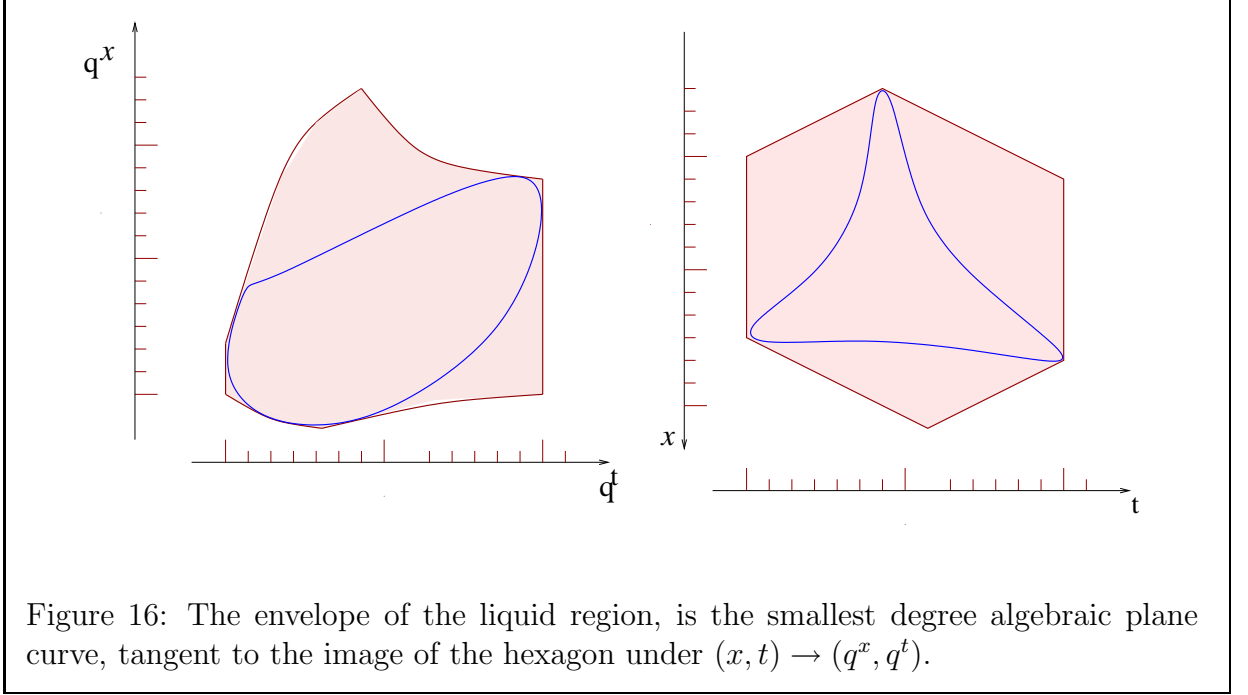 q^x
x
q^t
t
Figure 16: The envelope of the liquid region, is the smallest degree algebraic plane
curve, tangent to the image of the hexagon under (x, t) → (q^x, q^t).